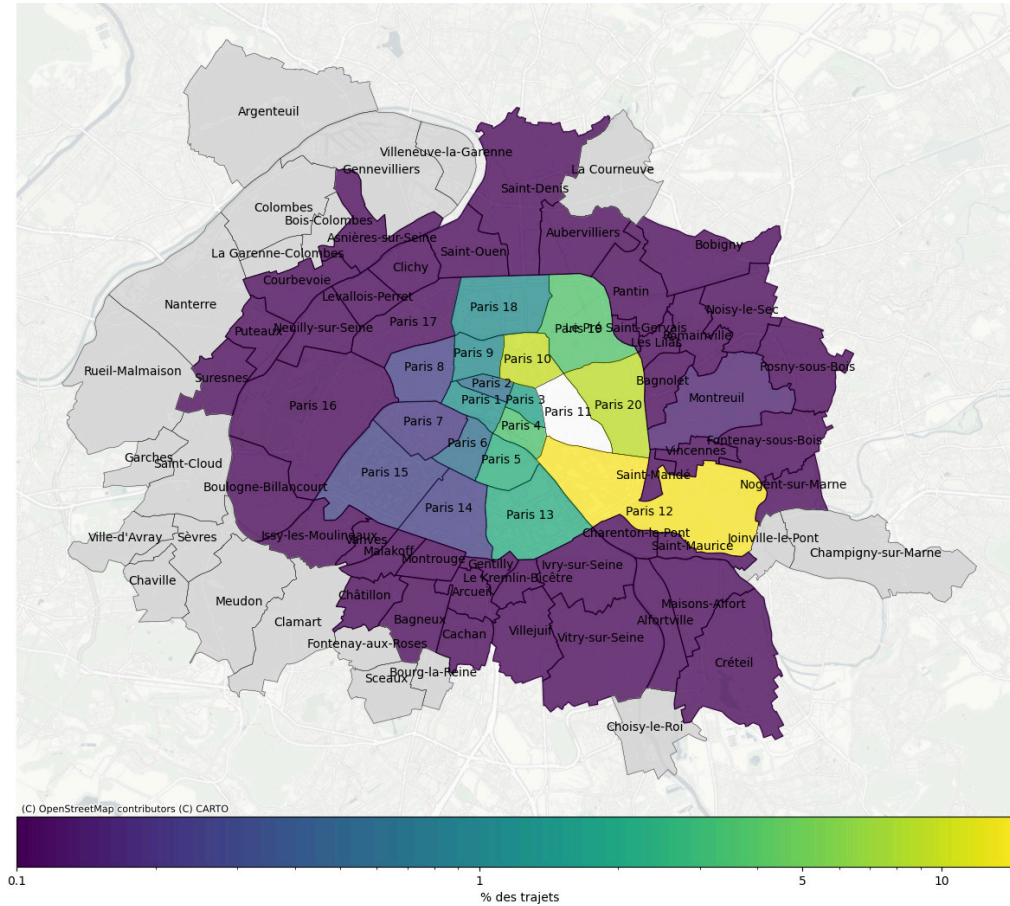 Argenteuil
Villeneuve-la-Garenne
Gennevilliers
La Courneuve
Saint-Denis
Colombes
Bois-Colombes
Asnières-sur-Seine
Aubervilliers
Saint-Ouen
Bobigny
La Garenne-Colombes
Clichy
Courbevoie
Pantin
Levallois-Perret
Nanterre
Paris 18
Noisy-le-Sec
Neuilly-sur-Seine
Paris 17
Le Pré Saint-Gervais
Paris 19
Puteaux
Romainville
Les Lilas
Paris 9
Paris 10
Rueil-Malmaison
Paris 8
Rosny-sous-Bois
Suresnes
Bagnolet
Paris 2
Montreuil
Paris 16
Paris 1
Paris 3
Paris 11
Paris 20
Paris 7
Paris 4
Paris 6
Fontenay-sous-Bois
Vincennes
Garches
Saint-Cloud
Paris 5
Paris 15
Saint-Mandé
Boulogne-Billancourt
Nogent-sur-Marne
Paris 14
Paris 13
Paris 12
Ville-d'Avray
Sèvres
Issy-les-Moulineaux
Vanves
Charenton-le-Pont
Joinville-le-Pont
Saint-Maurice
Malakoff
Champigny-sur-Marne
Montrouge
Gentilly
Ivry-sur-Seine
Chaville
Le Kremlin-Bicêtre
Châtillon
Arcueil
Meudon
Maisons-Alfort
Clamart
Bagneux
Alfortville
Villejuif
Cachan
Vitry-sur-Seine
Fontenay-aux-Roses
Créteil
Bourg-la-Reine
Sceaux
Choisy-le-Roi
(C) OpenStreetMap contributors (C) CARTO
0.1
1
5
10
% des trajets